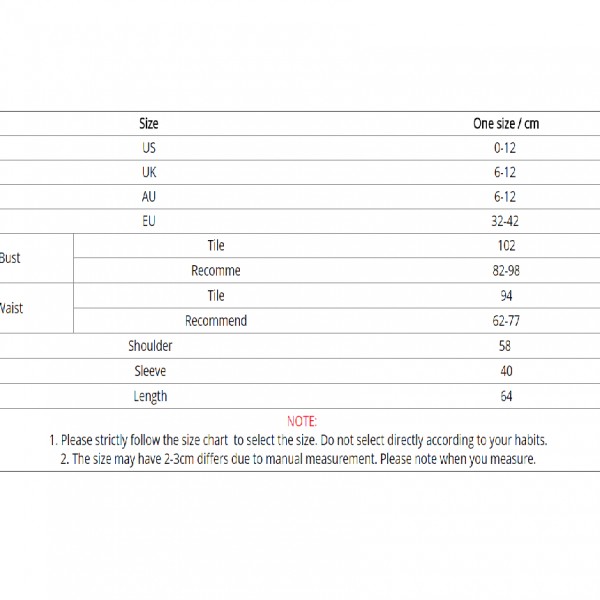 Size One size / cm
US 0-12
UK 6-12
AU 6-12
EU 32-42
Bust Tile 102
Recomme 82-98
Waist Tile 94
Recommend 62-77
Shoulder 58
Sleeve 40
Length 64
NOTE:
1. Please strictly follow the size chart to select the size. Do not select directly according to your habits.
2. The size may have 2-3cm differs due to manual measurement. Please note when you measure.